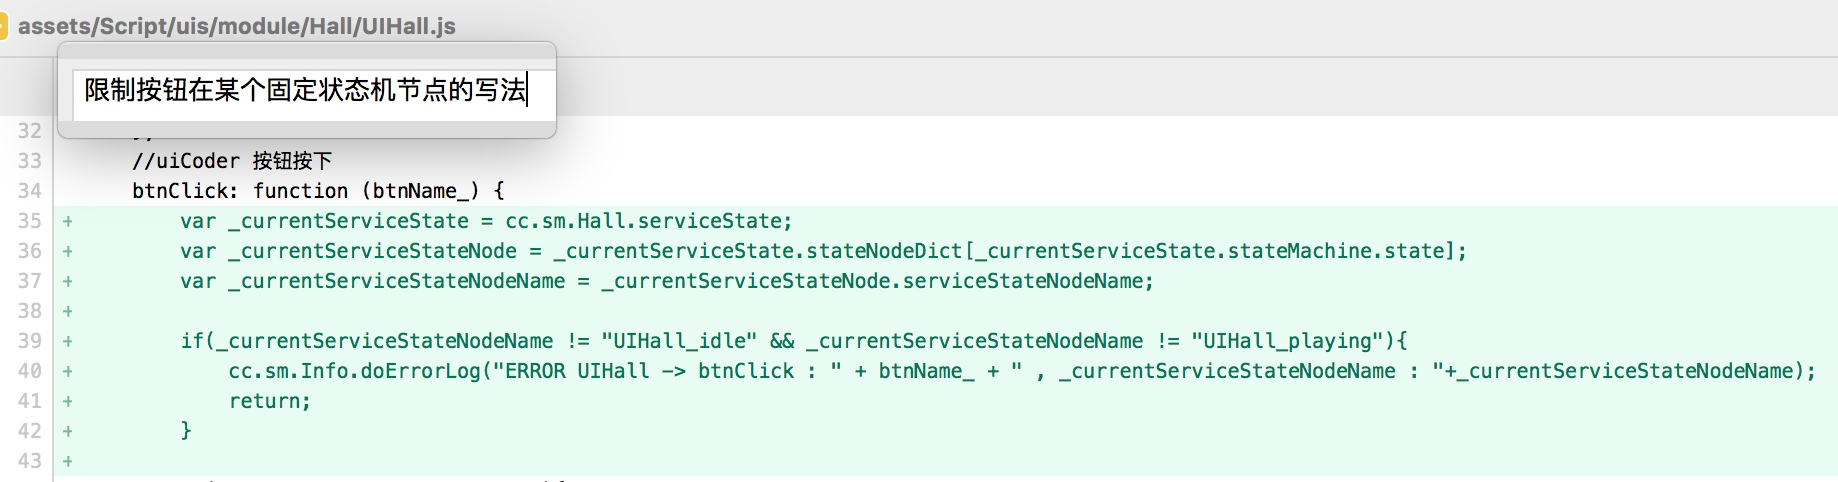 assets/Script/uis/module/Hall/UIHall.js
限制按钮在某个固定状态机节点的写法
32
33 //uiCoder 按钮按下
34 btnClick: function (btnName_) {
35 + var _currentServiceState = cc.sm.Hall.serviceState;
36 + var _currentServiceStateNode = _currentServiceState.stateNodeDict[_currentServiceState.stateMachine.state];
37 + var _currentServiceStateNodeName = _currentServiceStateNode.serviceStateNodeName;
38 +
39 + if(_currentServiceStateNodeName != "UIHall_idle" && _currentServiceStateNodeName != "UIHall_playing"){
40 + cc.sm.Info.doErrorLog("ERROR UIHall -> btnClick : " + btnName_ + " , _currentServiceStateNodeName : "+_currentServiceStateNodeName);
41 + return;
42 + }
43 +